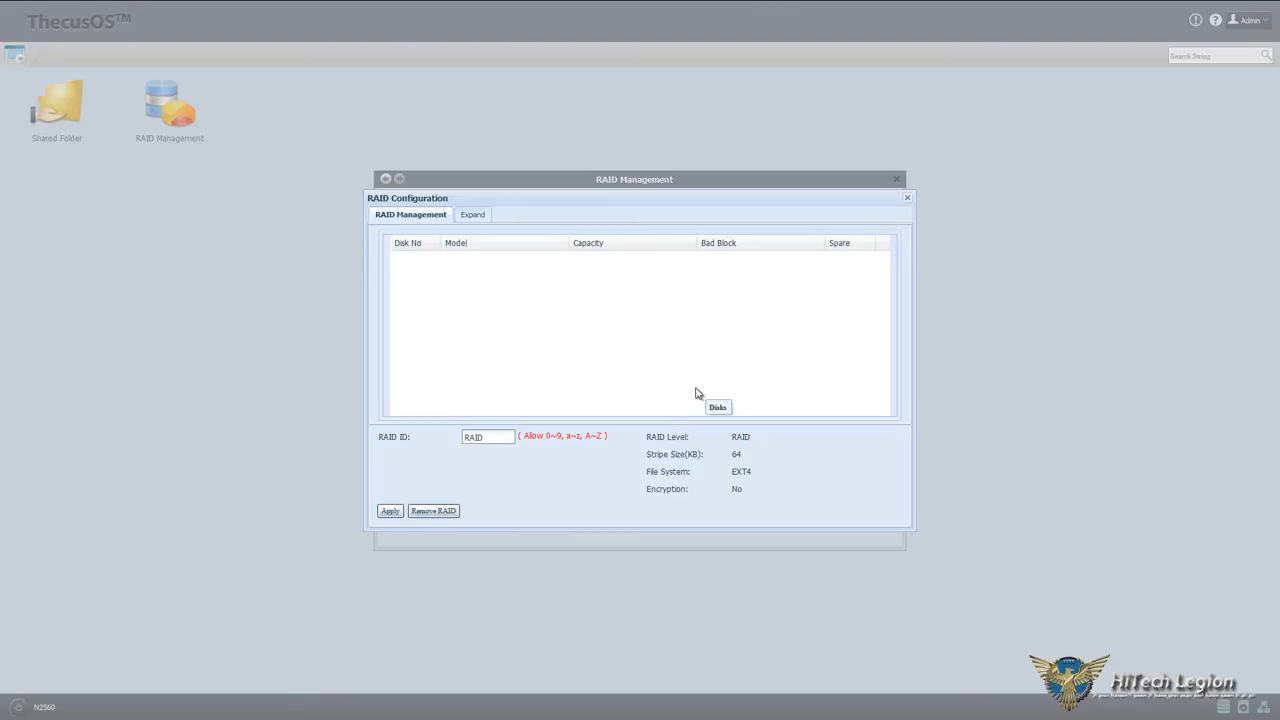 ThecusOS™
Admin
Search String
Shared Folder
RAID Management
RAID Management
RAID Configuration
RAID Management
Expand
Disk No
Model
Capacity
Bad Block
Spare
Disks
RAID ID:
RAID
( Allow 0~9, a~z, A~Z )
RAID Level:
RAID
Stripe Size(KB):
64
File System:
EXT4
Encryption:
No
Apply
Remove RAID
HiTech Legion
N2560